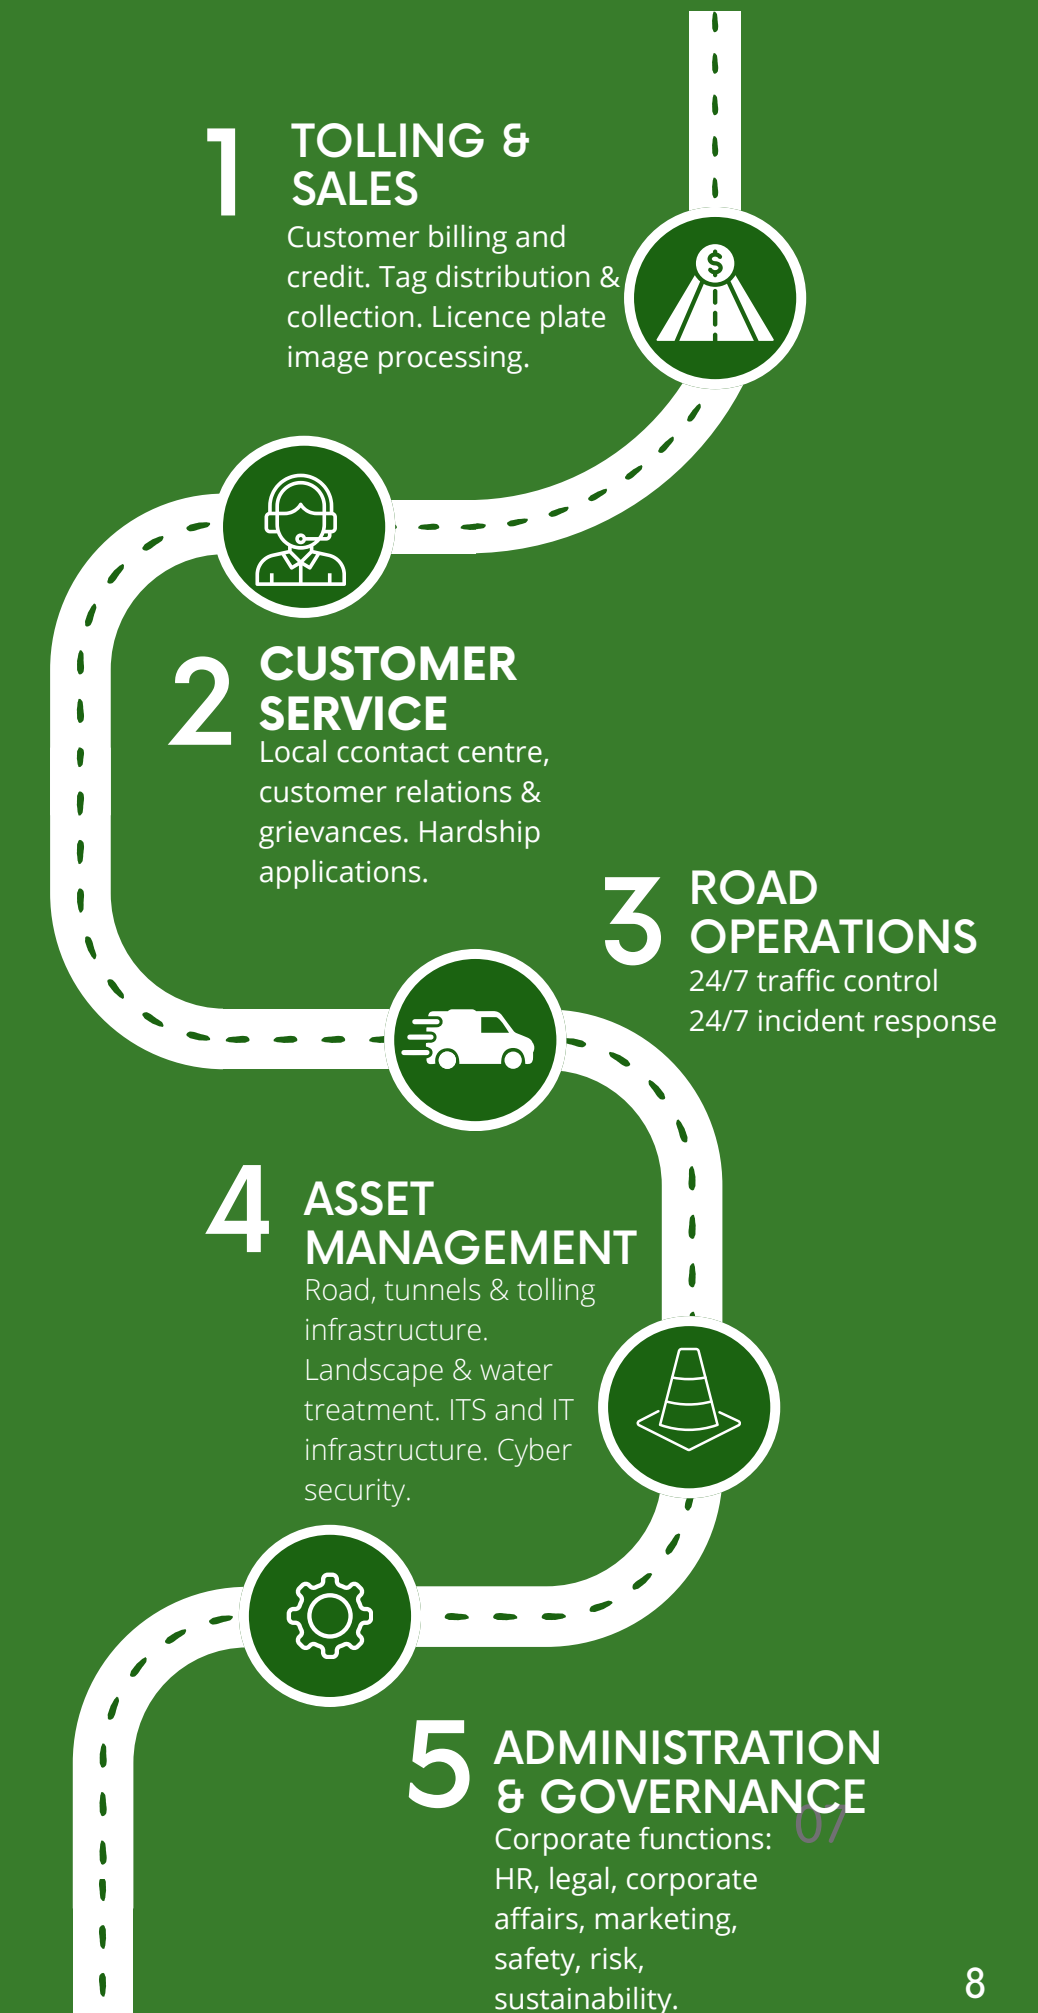 1
TOLLING &
SALES
Customer billing and
credit. Tag distribution &
collection. Licence plate
image processing.
$
2
CUSTOMER
SERVICE
Local ccontact centre,
customer relations &
grievances. Hardship
applications.
3
ROAD
OPERATIONS
24/7 traffic control
24/7 incident response
4
ASSET
MANAGEMENT
Road, tunnels & tolling
infrastructure.
Landscape & water
treatment. ITS and IT
infrastructure. Cyber
security.
5
ADMINISTRATION
& GOVERNANCE
07
Corporate functions:
HR, legal, corporate
affairs, marketing,
safety, risk,
sustainability.
8